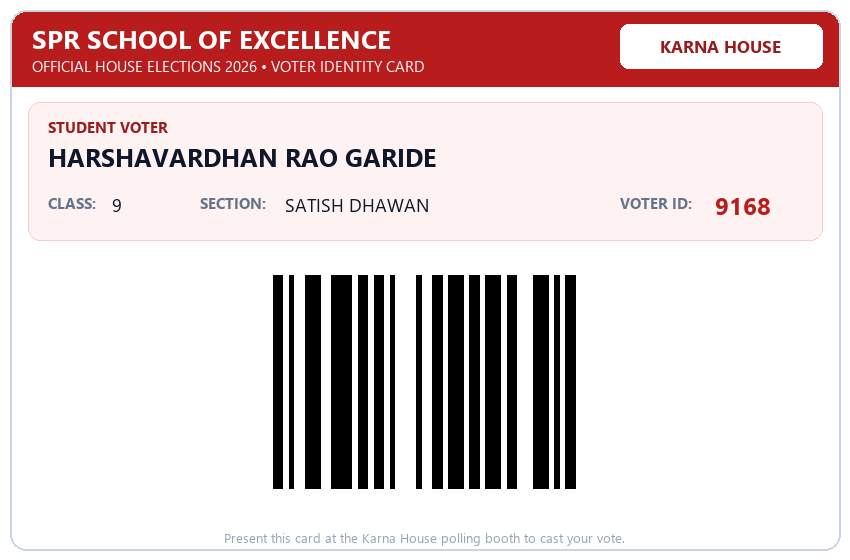 SPR SCHOOL OF EXCELLENCE
OFFICIAL HOUSE ELECTIONS 2026 • VOTER IDENTITY CARD
KARNA HOUSE
STUDENT VOTER
HARSHAVARDHAN RAO GARIDE
CLASS: 9 SECTION: SATISH DHAWAN VOTER ID: 9168
Present this card at the Karna House polling booth to cast your vote.